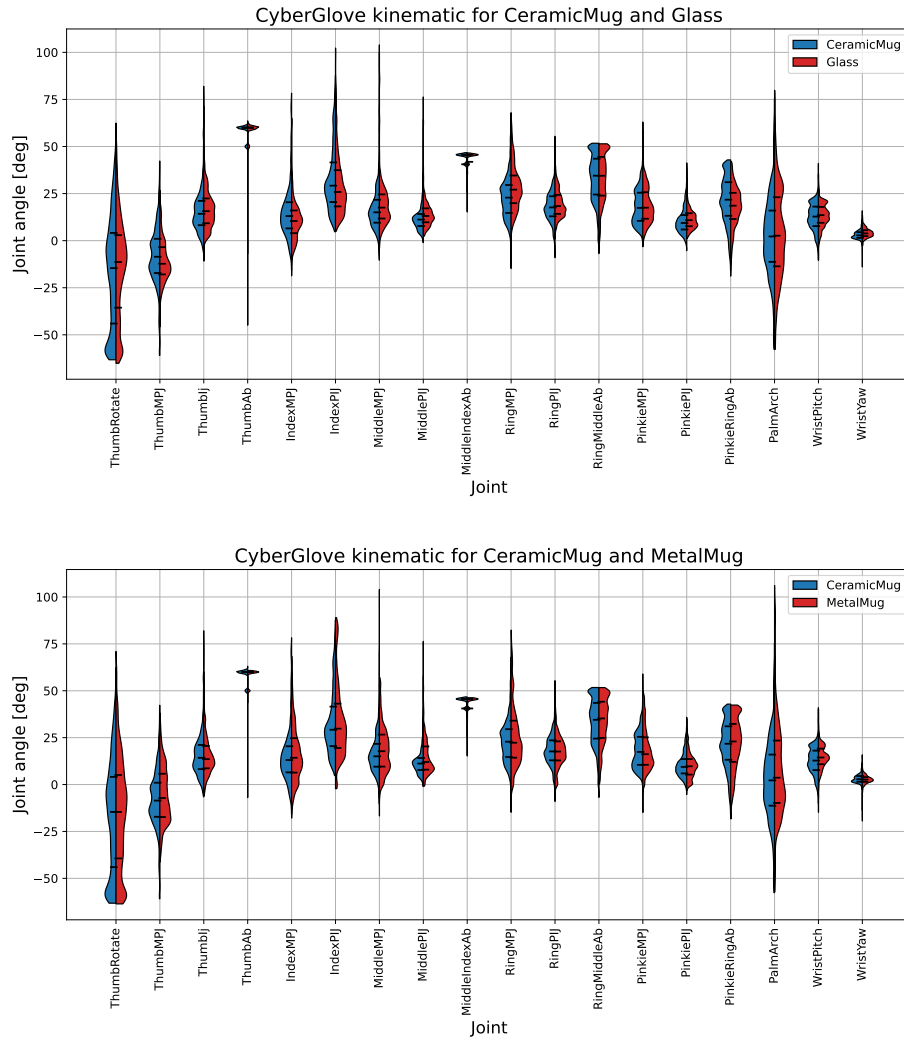 CyberGlove kinematic for CeramicMug and Glass
CeramicMug
Glass
Joint angle [deg]
100
75
50
25
0
−25
−50
ThumbRotate
ThumbMPJ
ThumbIj
ThumbAb
IndexMPJ
IndexPIJ
MiddleMPJ
MiddlePIJ
MiddleIndexAb
RingMPJ
RingPIJ
RingMiddleAb
PinkieMPJ
PinkiePIJ
PinkieRingAb
PalmArch
WristPitch
WristYaw
Joint
CyberGlove kinematic for CeramicMug and MetalMug
CeramicMug
MetalMug
Joint angle [deg]
100
75
50
25
0
−25
−50
ThumbRotate
ThumbMPJ
ThumbIj
ThumbAb
IndexMPJ
IndexPIJ
MiddleMPJ
MiddlePIJ
MiddleIndexAb
RingMPJ
RingPIJ
RingMiddleAb
PinkieMPJ
PinkiePIJ
PinkieRingAb
PalmArch
WristPitch
WristYaw
Joint